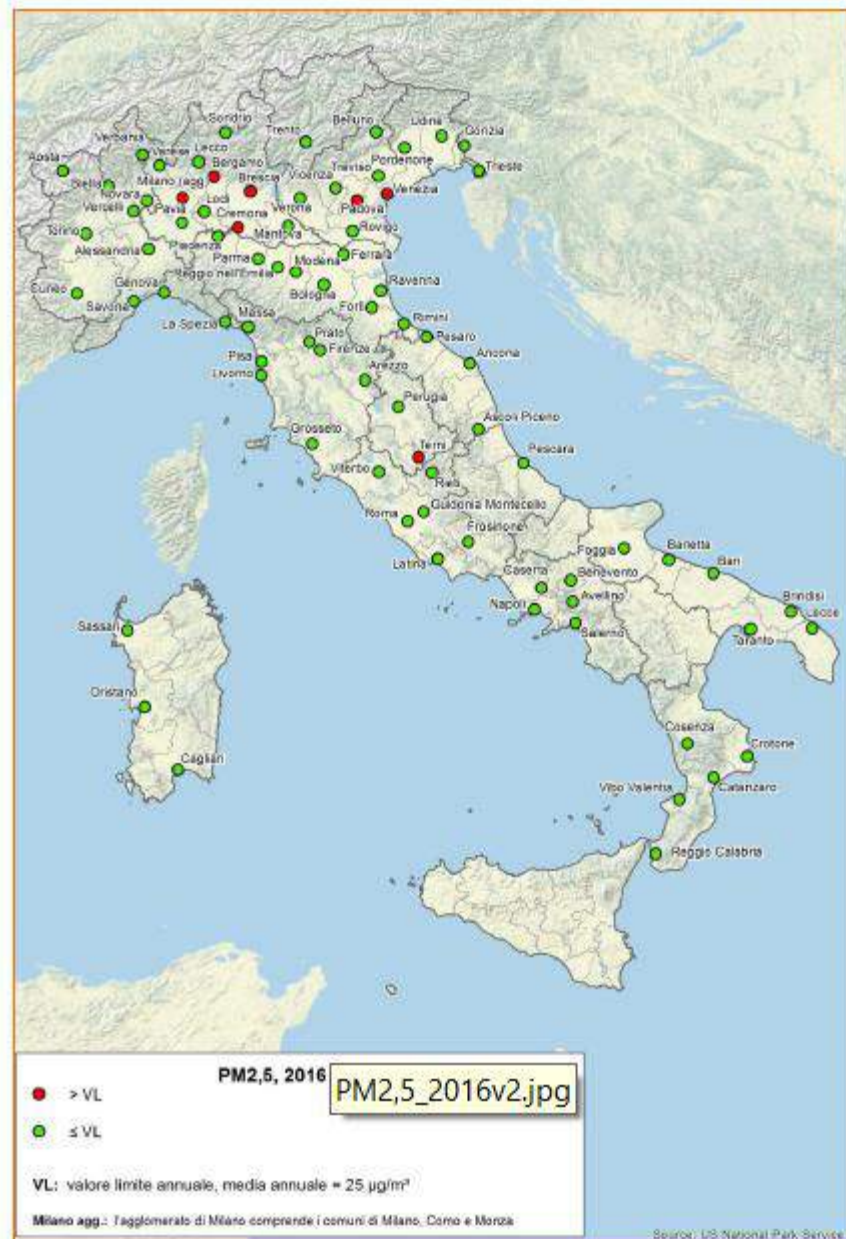 Sondrio
Belluno
Udine
Trento
Gorizia
Verbania
Varese
Lecco
Pordenone
Aosta
Bergamo
Treviso
Trieste
Biella
Milano (agg
Brescia
Vicenza
Venezia
Novara
Lodi
Padova
Vercelli
Pavia
Cremona
Verona
Torino
Mantova
Rovigo
Piacenza
Alessandria
Parma
Modena
Ferrara
Reggio nell'Emilia
Cuneo
Genova
Bologna
Ravenna
Savona
Forlì
Massa
Rimini
La Spezia
Prato
Pesaro
Firenze
Pisa
Ancona
Livorno
Arezzo
Perugia
Grosseto
Ascoli Piceno
Terni
Pescara
Viterbo
Rieti
Guidonia Montecello
Roma
Frosinone
Foggia
Barletta
Latina
Caserta
Benevento
Bari
Avellino
Brindisi
Napoli
Lecce
Salerno
Taranto
Sassari
Oristano
Cosenza
Crotone
Cagliari
Vibo Valentia
Catanzaro
Reggio Calabria
PM2,5, 2016
PM2,5_2016v2.jpg
> VL
≤ VL
VL: valore limite annuale, media annuale = 25 µg/m³
Milano agg.: l'agglomerato di Milano comprende i comuni di Milano, Como e Monza
Source: US National Park Service